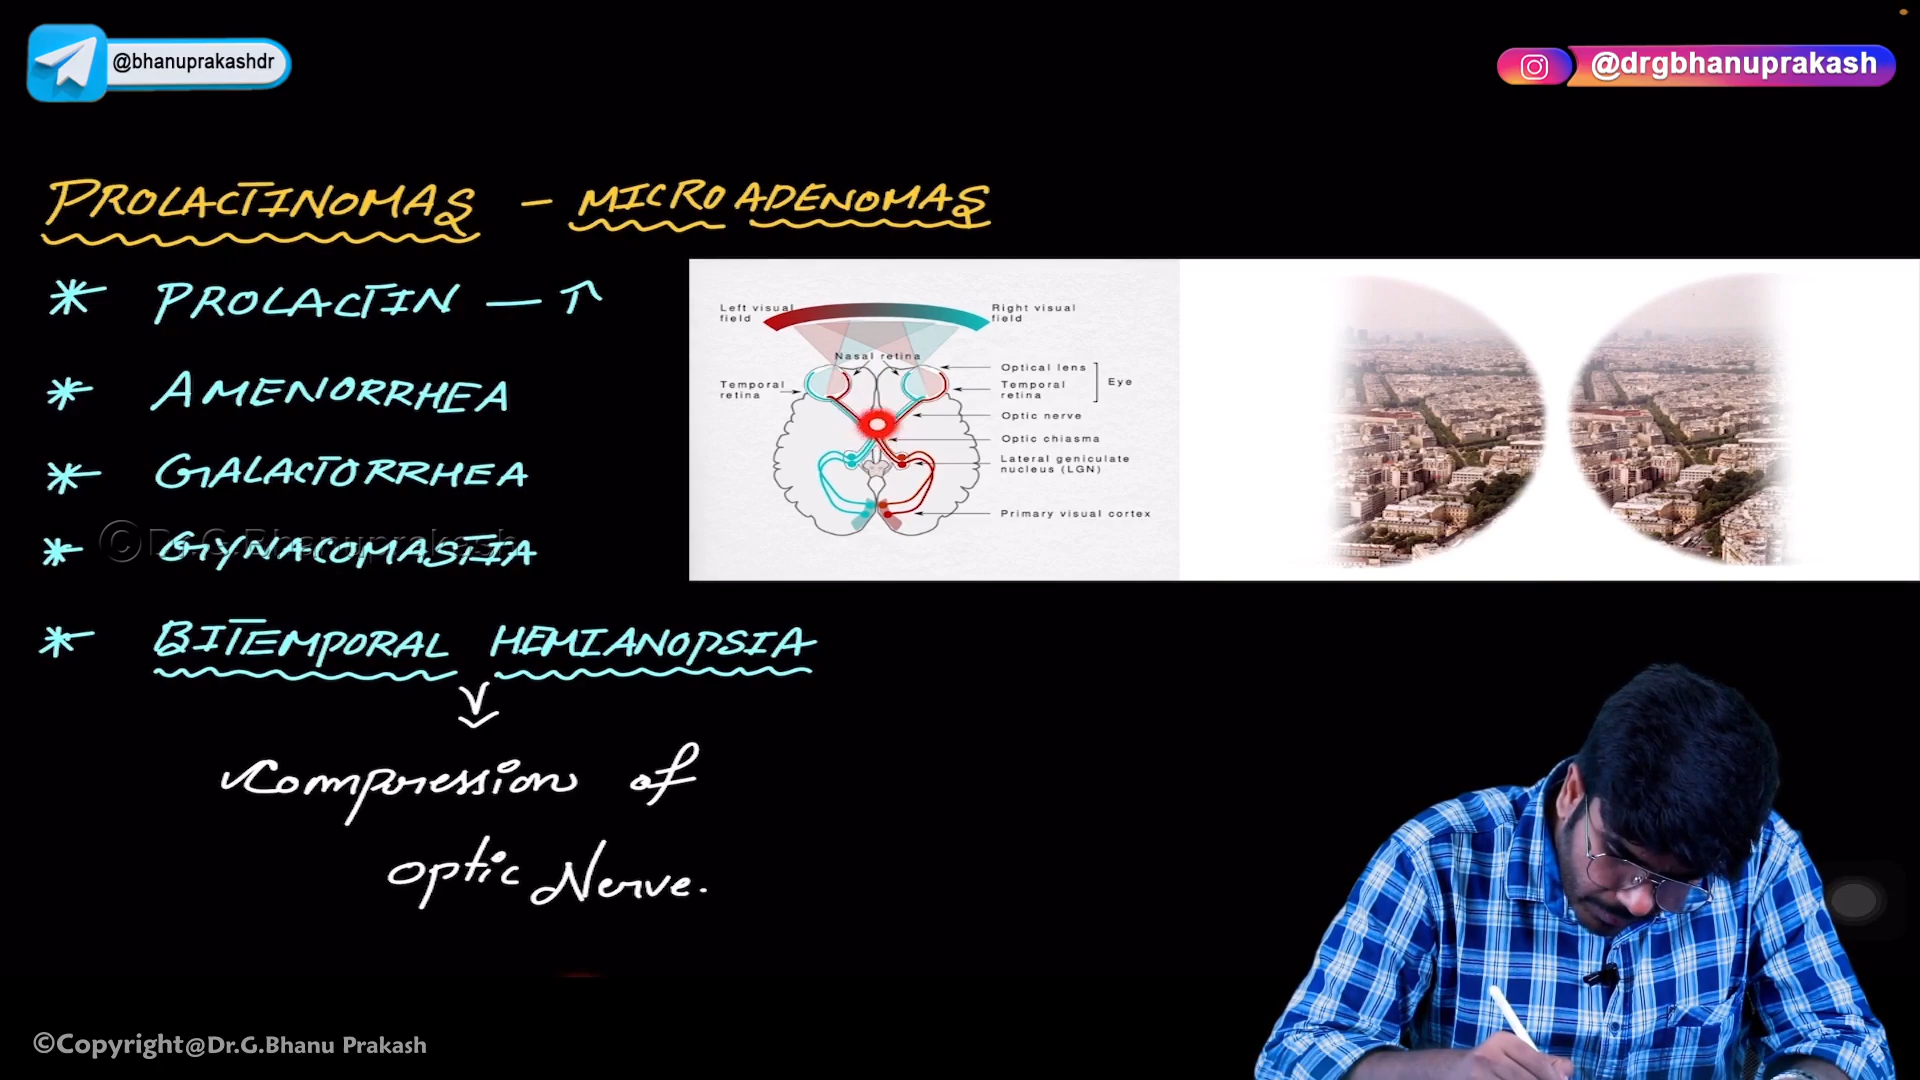 @bhanuprakashdr
@drgbhanuprakash
PROLACTINOMAS - MICROADENOMAS
* PROLACTIN - ↑
* AMENORRHEA
* GALACTORRHEA
© Dr.G.Bhanuprakash
* GYNACOMASTIA
* BITEMPORAL HEMIANOPSIA
Compression of
optic Nerve.
Left visual
field
Right visual
field
Nasal retina
Temporal
retina
Optical lens
Temporal
retina
Eye
Optic nerve
Optic chiasma
Lateral geniculate
nucleus (LGN)
Primary visual cortex
©Copyright@Dr.G.Bhanu Prakash